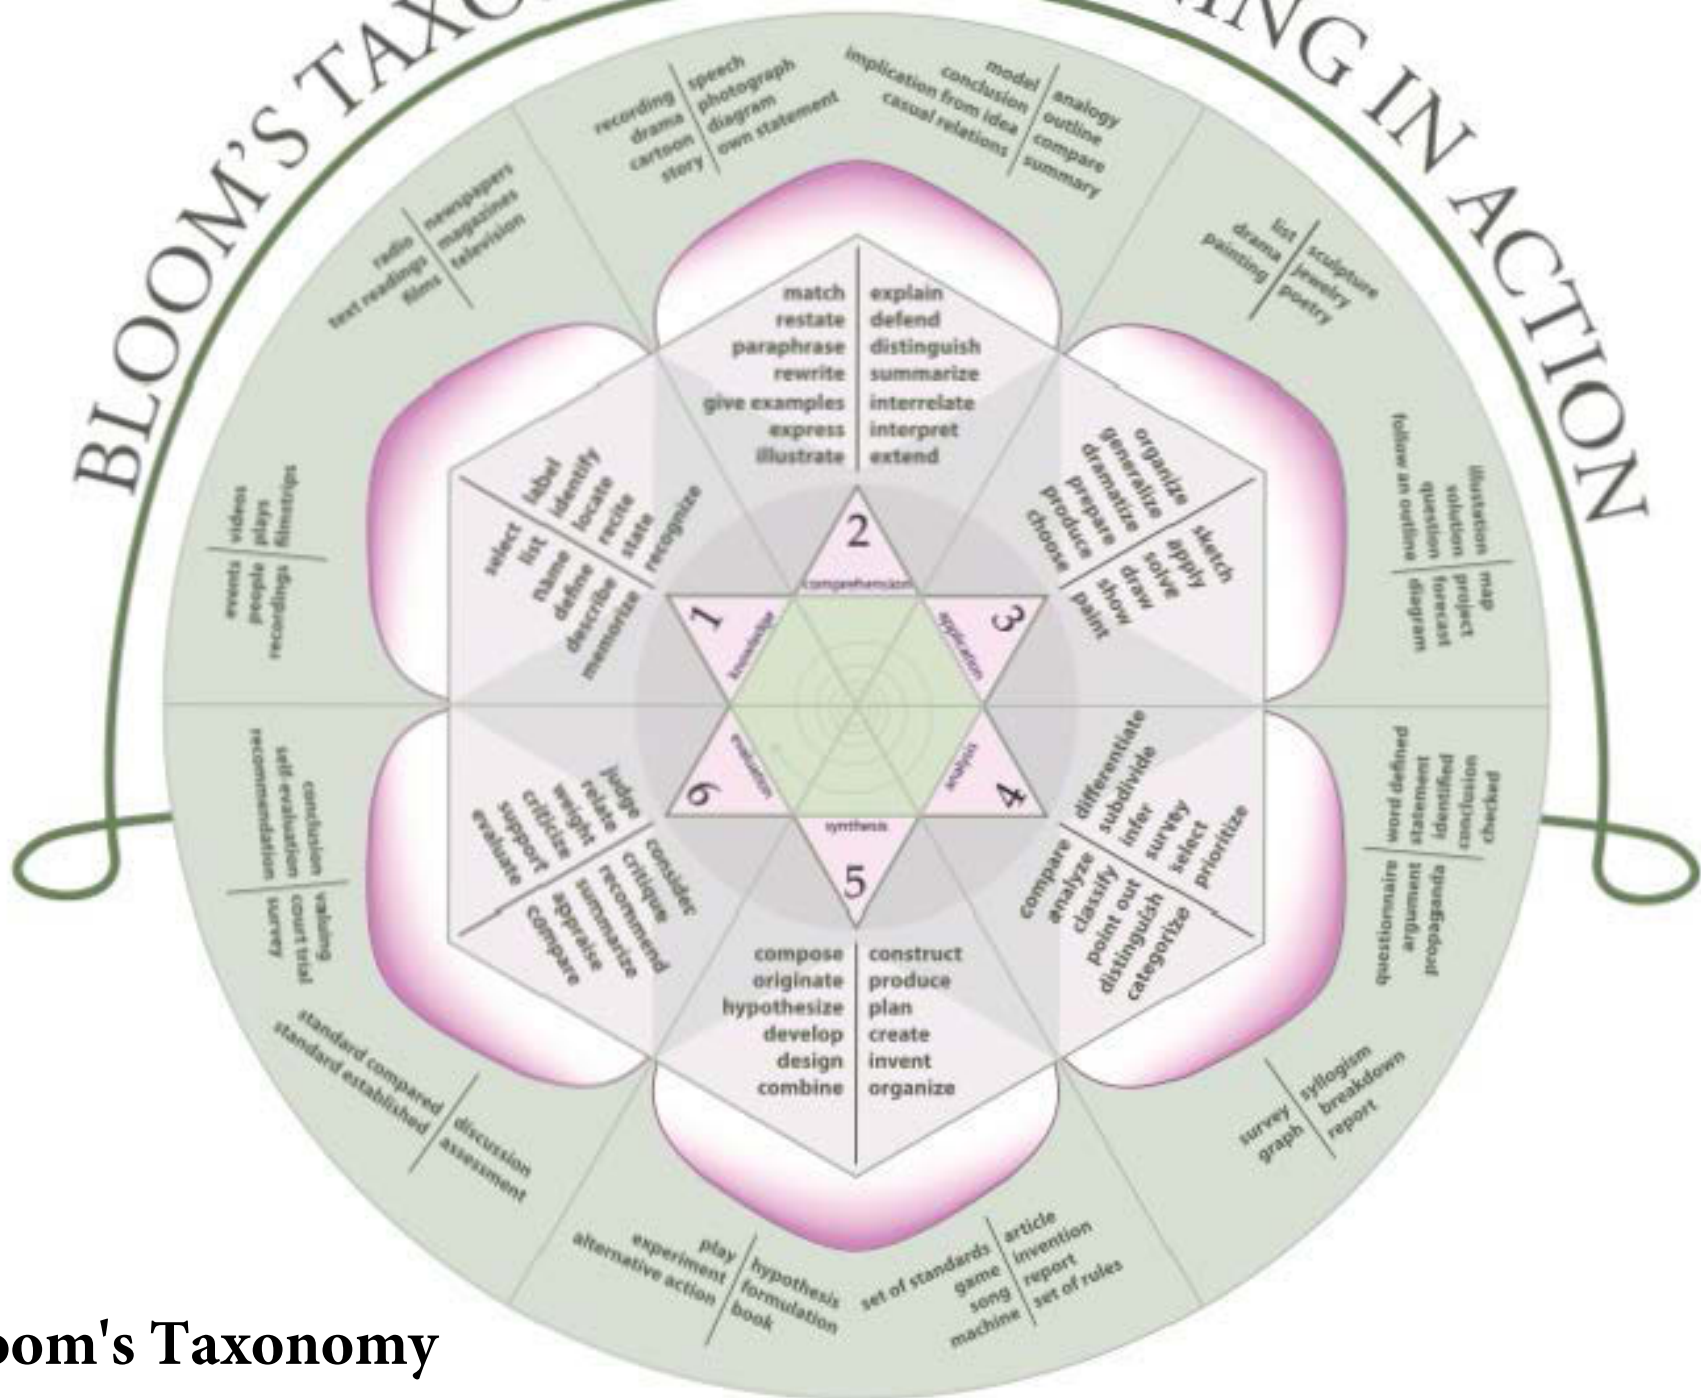 BLOOM'S TAXO
NING IN ACTION
recording
drama
cartoon
story
speech
photograph
diagram
own statement
model
conclusion
implication from idea
casual relations
analogy
outline
compare
summary
radio
text readings
films
newspapers
magazines
television
list
drama
painting
sculpture
jewelry
poetry
videos
plays
filmstrips
events
people
recordings
illustation
solution
question
follow an outline
map
project
forecast
diagram
match
restate
paraphrase
rewrite
give examples
express
illustrate
explain
defend
distinguish
summarize
interrelate
interpret
extend
label
identify
locate
recite
state
recognize
select
list
name
define
describe
memorize
organize
generalize
dramatize
prepare
produce
choose
sketch
apply
solve
draw
show
paint
2
comprehension
1
knowledge
3
application
6
evaluation
4
analysis
synthesis
5
judge
relate
weight
criticize
support
evaluate
consider
critique
recommend
summarize
appraise
compare
differentiate
subdivide
infer
survey
select
prioritize
compare
analyze
classify
point out
distinguish
categorize
compose
originate
hypothesize
develop
design
combine
construct
produce
plan
create
invent
organize
conclusion
self-evaluation
recommendation
valuing
court trial
survey
word defined
statement
identified
conclusion
checked
questionnaire
argument
propoganda
standard compared
standard established
discussion
assessment
syllogism
breakdown
report
survey
graph
play
experiment
alternative action
hypothesis
formulation
book
set of standards
game
song
machine
article
invention
report
set of rules
oom's Taxonomy